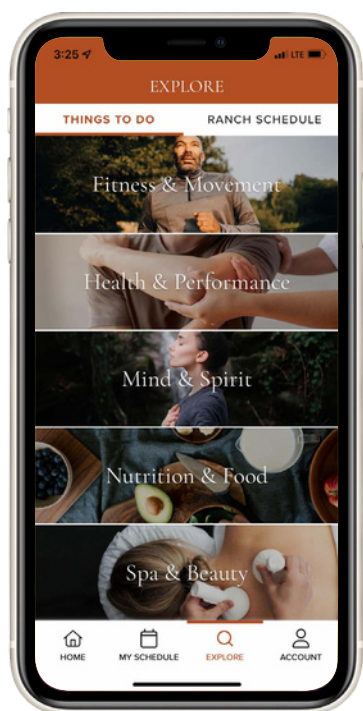 3:25
LTE
EXPLORE
THINGS TO DO
RANCH SCHEDULE
Fitness & Movement
Health & Performance
Mind & Spirit
Nutrition & Food
Spa & Beauty
HOME
MY SCHEDULE
EXPLORE
ACCOUNT